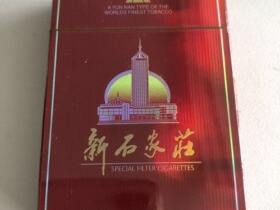 A YUN NAN TYPE OF THE
WORLDS FINEST TOBACCO
新石家莊
SPECIAL FILTER CIGARETTES